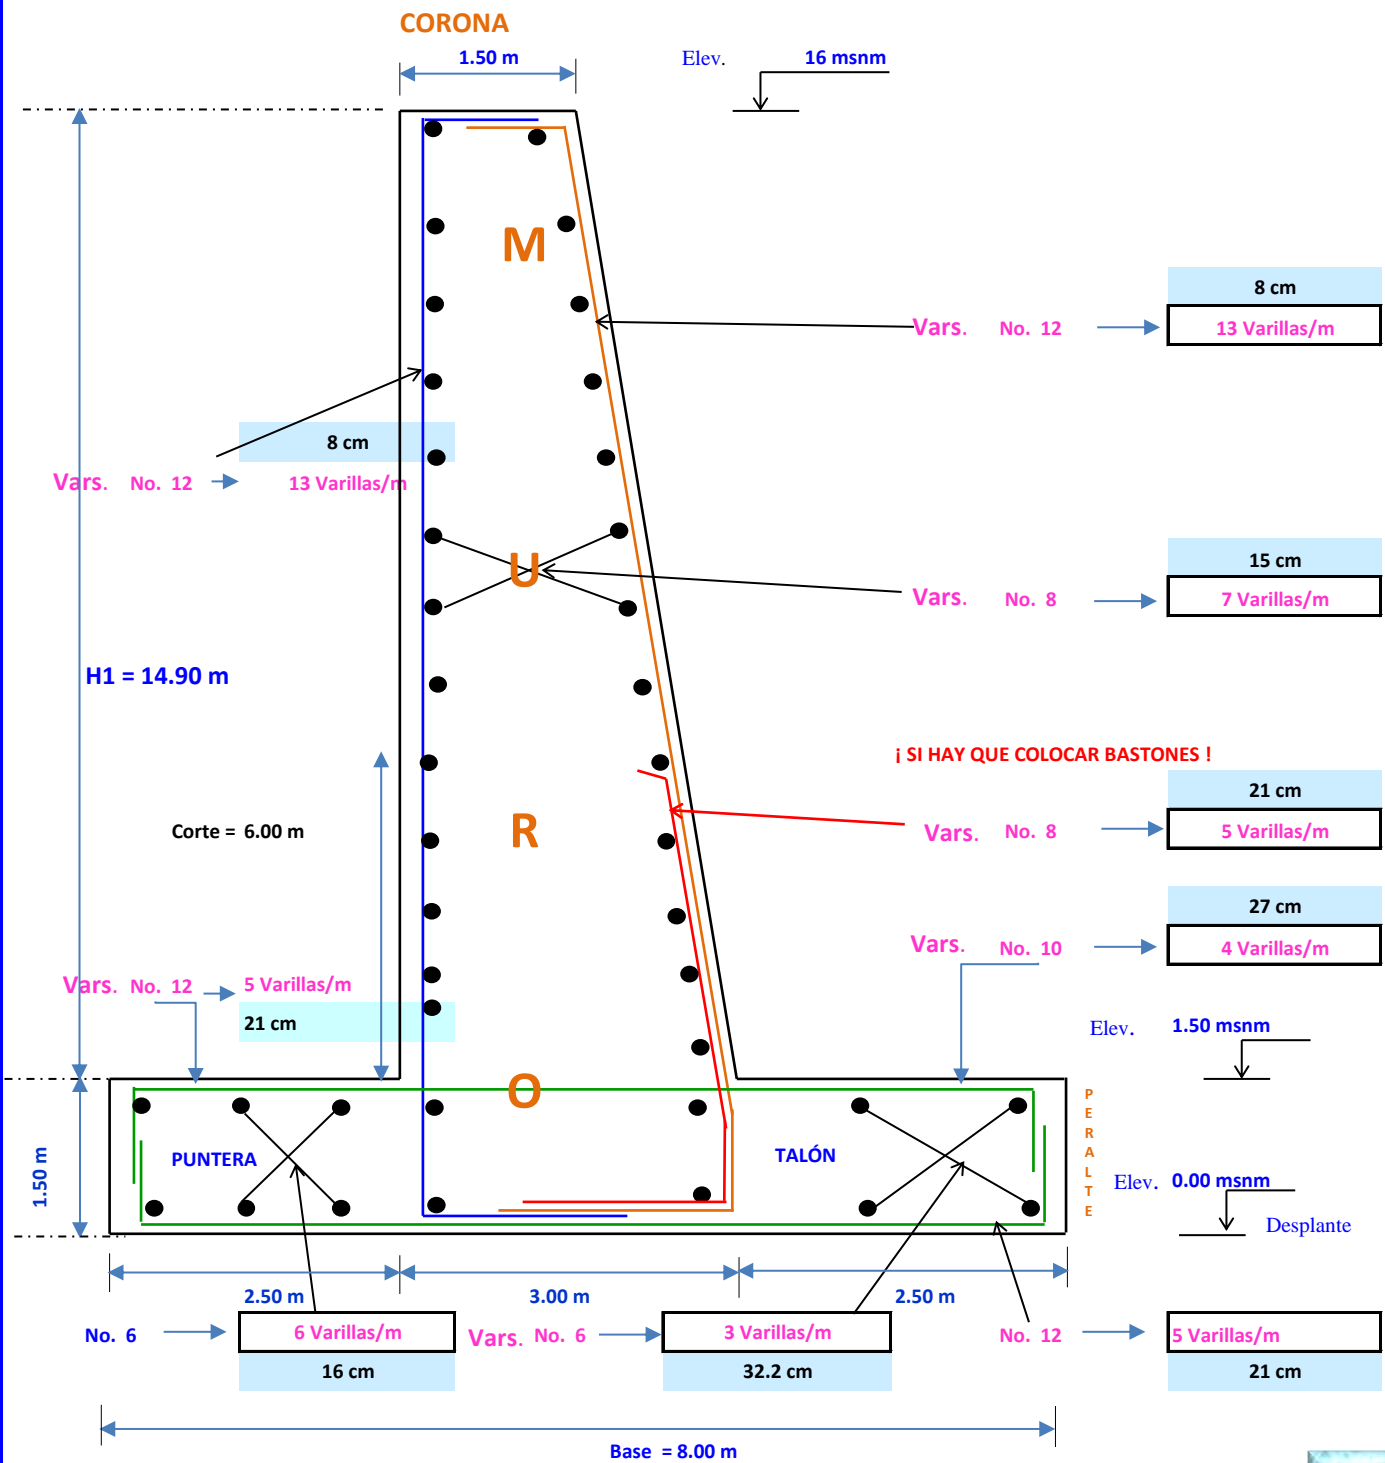 CORONA
1.50 m
Elev. 16 msnm
M
8 cm
Vars. No. 12 13 Varillas/m
8 cm
Vars. No. 12 13 Varillas/m
15 cm
U
Vars. No. 8 7 Varillas/m
H1 = 14.90 m
¡ SI HAY QUE COLOCAR BASTONES !
21 cm
Corte = 6.00 m
R
Vars. No. 8 5 Varillas/m
27 cm
Vars. No. 10 4 Varillas/m
Vars. No. 12 5 Varillas/m
21 cm
Elev. 1.50 msnm
O
PERALTE
1.50 m
PUNTERA
TALÓN
Elev. 0.00 msnm
Desplante
2.50 m
3.00 m
2.50 m
No. 6 6 Varillas/m
Vars. No. 6 3 Varillas/m
No. 12 5 Varillas/m
16 cm
32.2 cm
21 cm
Base = 8.00 m